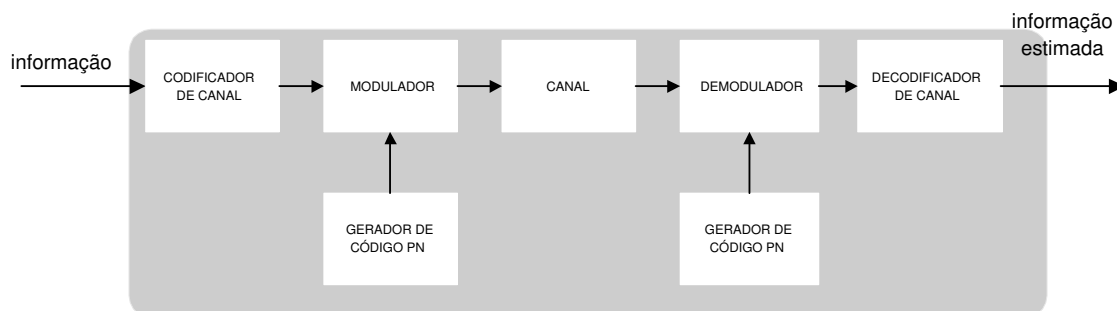 informação
CODIFICADOR
DE CANAL
MODULADOR
CANAL
DEMODULADOR
DECODIFICADOR
DE CANAL
informação
estimada
GERADOR DE
CÓDIGO PN
GERADOR DE
CÓDIGO PN